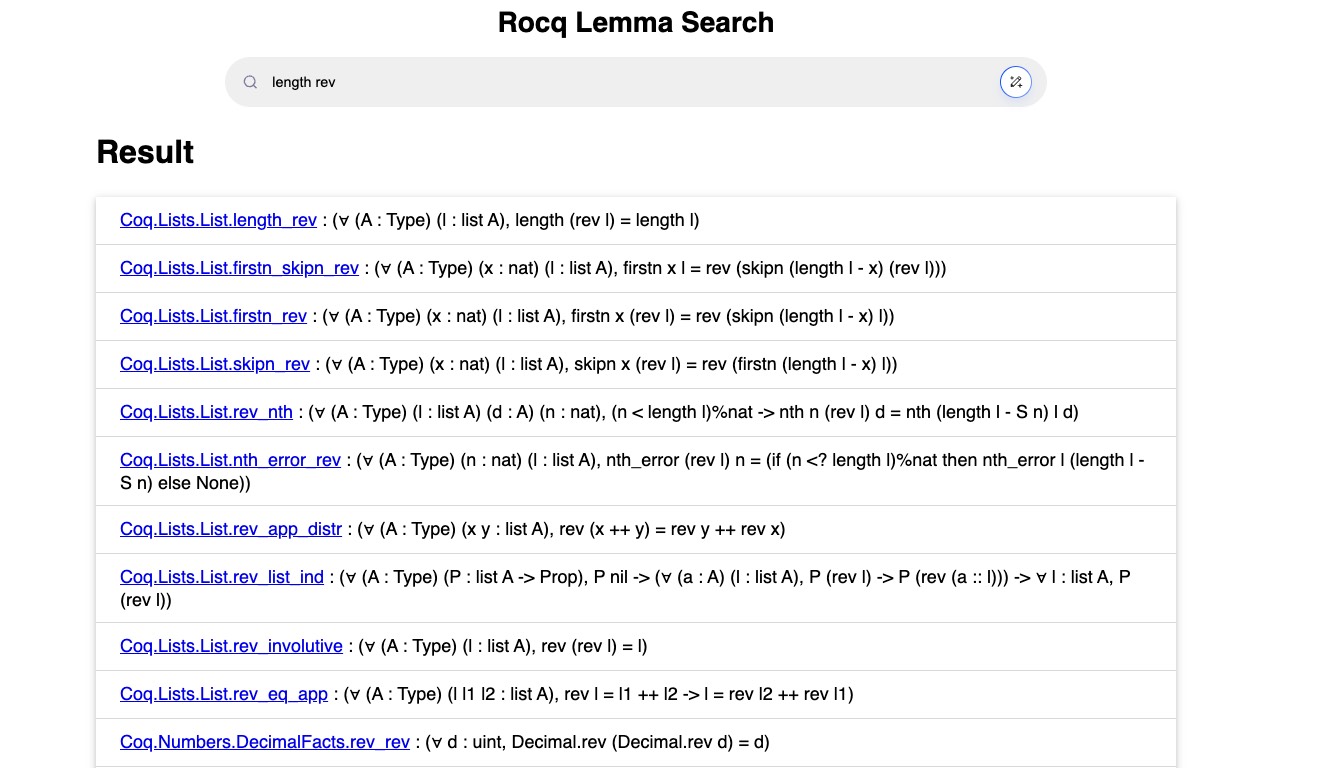 Rocq Lemma Search
length rev
Result
Coq.Lists.List.length_rev : (∀ (A : Type) (l : list A), length (rev l) = length l)
Coq.Lists.List.firstn_skipn_rev : (∀ (A : Type) (x : nat) (l : list A), firstn x l = rev (skipn (length l - x) (rev l)))
Coq.Lists.List.firstn_rev : (∀ (A : Type) (x : nat) (l : list A), firstn x (rev l) = rev (skipn (length l - x) l))
Coq.Lists.List.skipn_rev : (∀ (A : Type) (x : nat) (l : list A), skipn x (rev l) = rev (firstn (length l - x) l))
Coq.Lists.List.rev_nth : (∀ (A : Type) (l : list A) (d : A) (n : nat), (n < length l)%nat -> nth n (rev l) d = nth (length l - S n) l d)
Coq.Lists.List.nth_error_rev : (∀ (A : Type) (n : nat) (l : list A), nth_error (rev l) n = (if (n <? length l)%nat then nth_error l (length l -
S n) else None))
Coq.Lists.List.rev_app_distr : (∀ (A : Type) (x y : list A), rev (x ++ y) = rev y ++ rev x)
Coq.Lists.List.rev_list_ind : (∀ (A : Type) (P : list A -> Prop), P nil -> (∀ (a : A) (l : list A), P (rev l) -> P (rev (a :: l))) -> ∀ l : list A, P
(rev l))
Coq.Lists.List.rev_involutive : (∀ (A : Type) (l : list A), rev (rev l) = l)
Coq.Lists.List.rev_eq_app : (∀ (A : Type) (l l1 l2 : list A), rev l = l1 ++ l2 -> l = rev l2 ++ rev l1)
Coq.Numbers.DecimalFacts.rev_rev : (∀ d : uint, Decimal.rev (Decimal.rev d) = d)